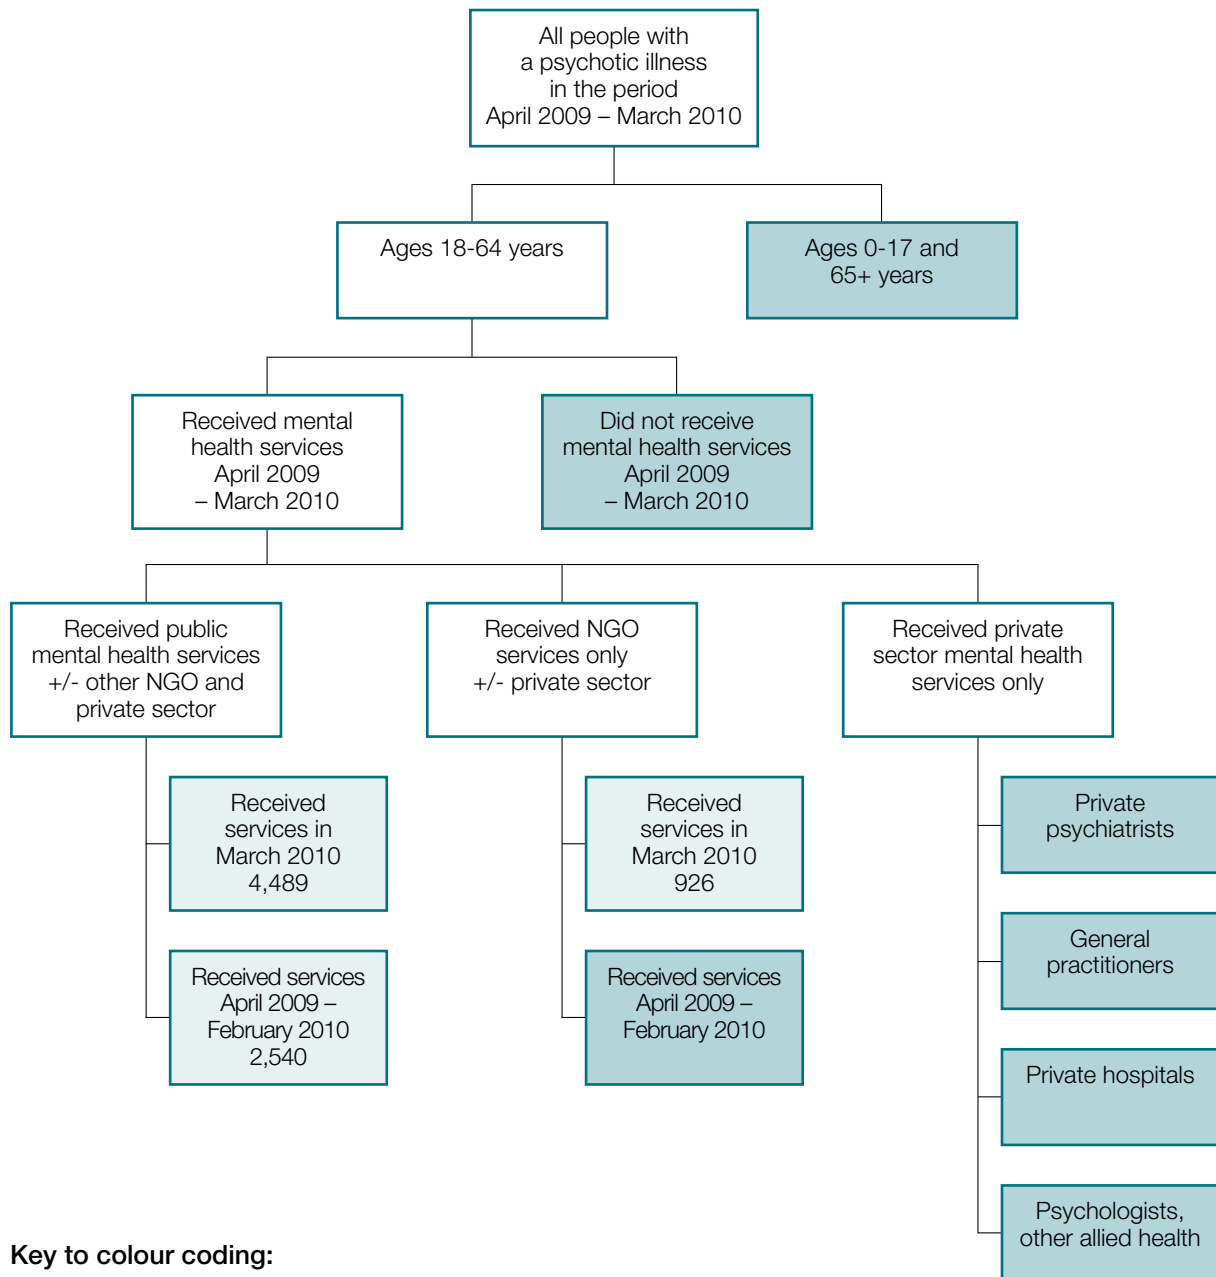 All people with
a psychotic illness
in the period
April 2009 – March 2010
Ages 18-64 years
Ages 0-17 and
65+ years
Received mental
health services
April 2009
– March 2010
Did not receive
mental health services
April 2009
– March 2010
Received public
mental health services
+/- other NGO and
private sector
Received NGO
services only
+/- private sector
Received private
sector mental health
services only
Received
services in
March 2010
4,489
Received services
April 2009 –
February 2010
2,540
Received
services in
March 2010
926
Received services
April 2009 –
February 2010
Private
psychiatrists
General
practitioners
Private hospitals
Psychologists,
other allied health
Key to colour coding: